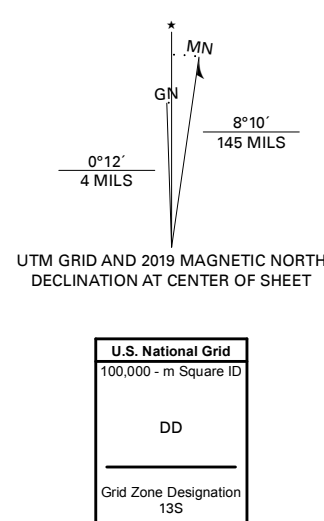 ★
MN
GN
8°10´
145 MILS
0°12´
4 MILS
UTM GRID AND 2019 MAGNETIC NORTH
DECLINATION AT CENTER OF SHEET
U.S. National Grid
100,000 - m Square ID
DD
Grid Zone Designation
13S